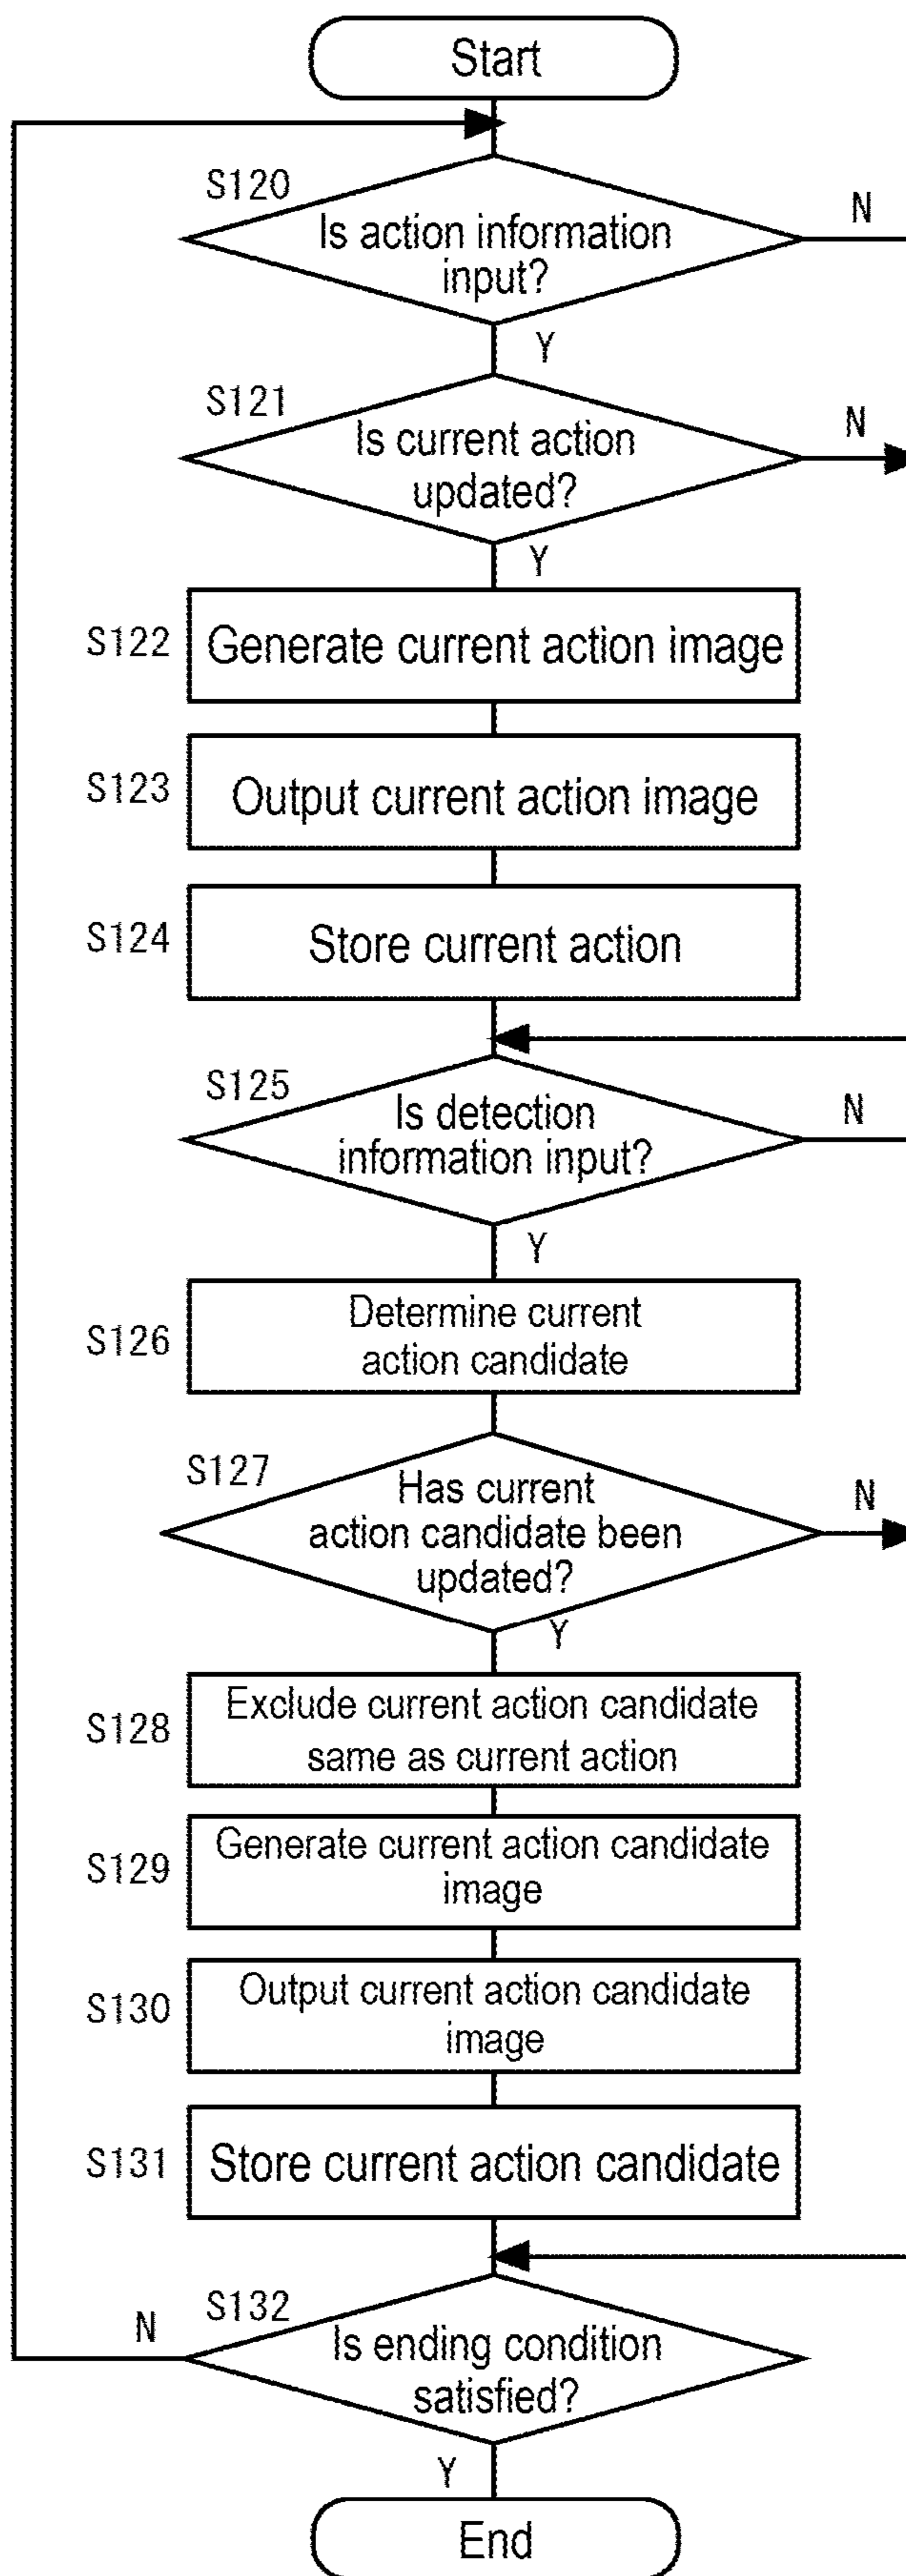 Start
S120
Is action information
input?
N
Y
S121
Is current action
updated?
N
Y
S122
Generate current action image
S123
Output current action image
S124
Store current action
S125
Is detection
information input?
N
Y
S126
Determine current
action candidate
S127
Has current
action candidate been
updated?
N
Y
S128
Exclude current action candidate
same as current action
S129
Generate current action candidate
image
S130
Output current action candidate
image
S131
Store current action candidate
S132
N
Is ending condition
satisfied?
Y
End